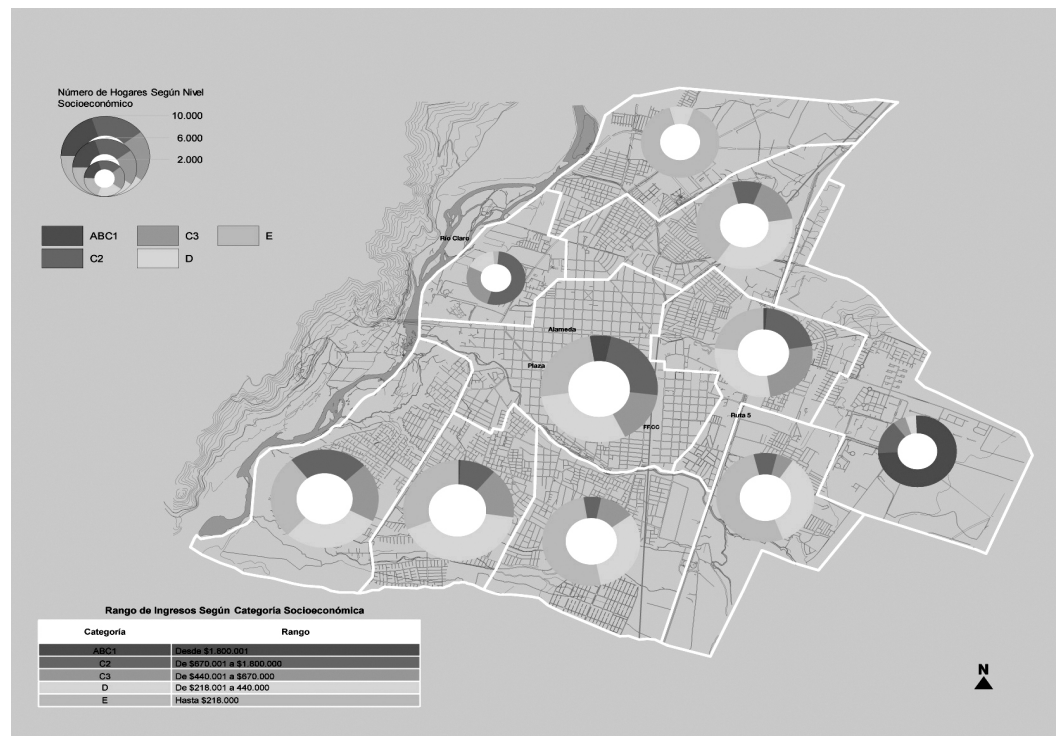 Número de Hogares Según Nivel
Socioeconómico
10.000
6.000
2.000
ABC1
C3
E
C2
D
Río Claro
Alameda
Plaza
FF.CC
Ruta 5
Rango de Ingresos Según Categoría Socioeconómica
Categoría Rango
ABC1 Desde $1.800.001
C2 De $670.001 a $1.800.000
C3 De $440.001 a $670.000
D De $218.001 a 440.000
E Hasta $218.000
N